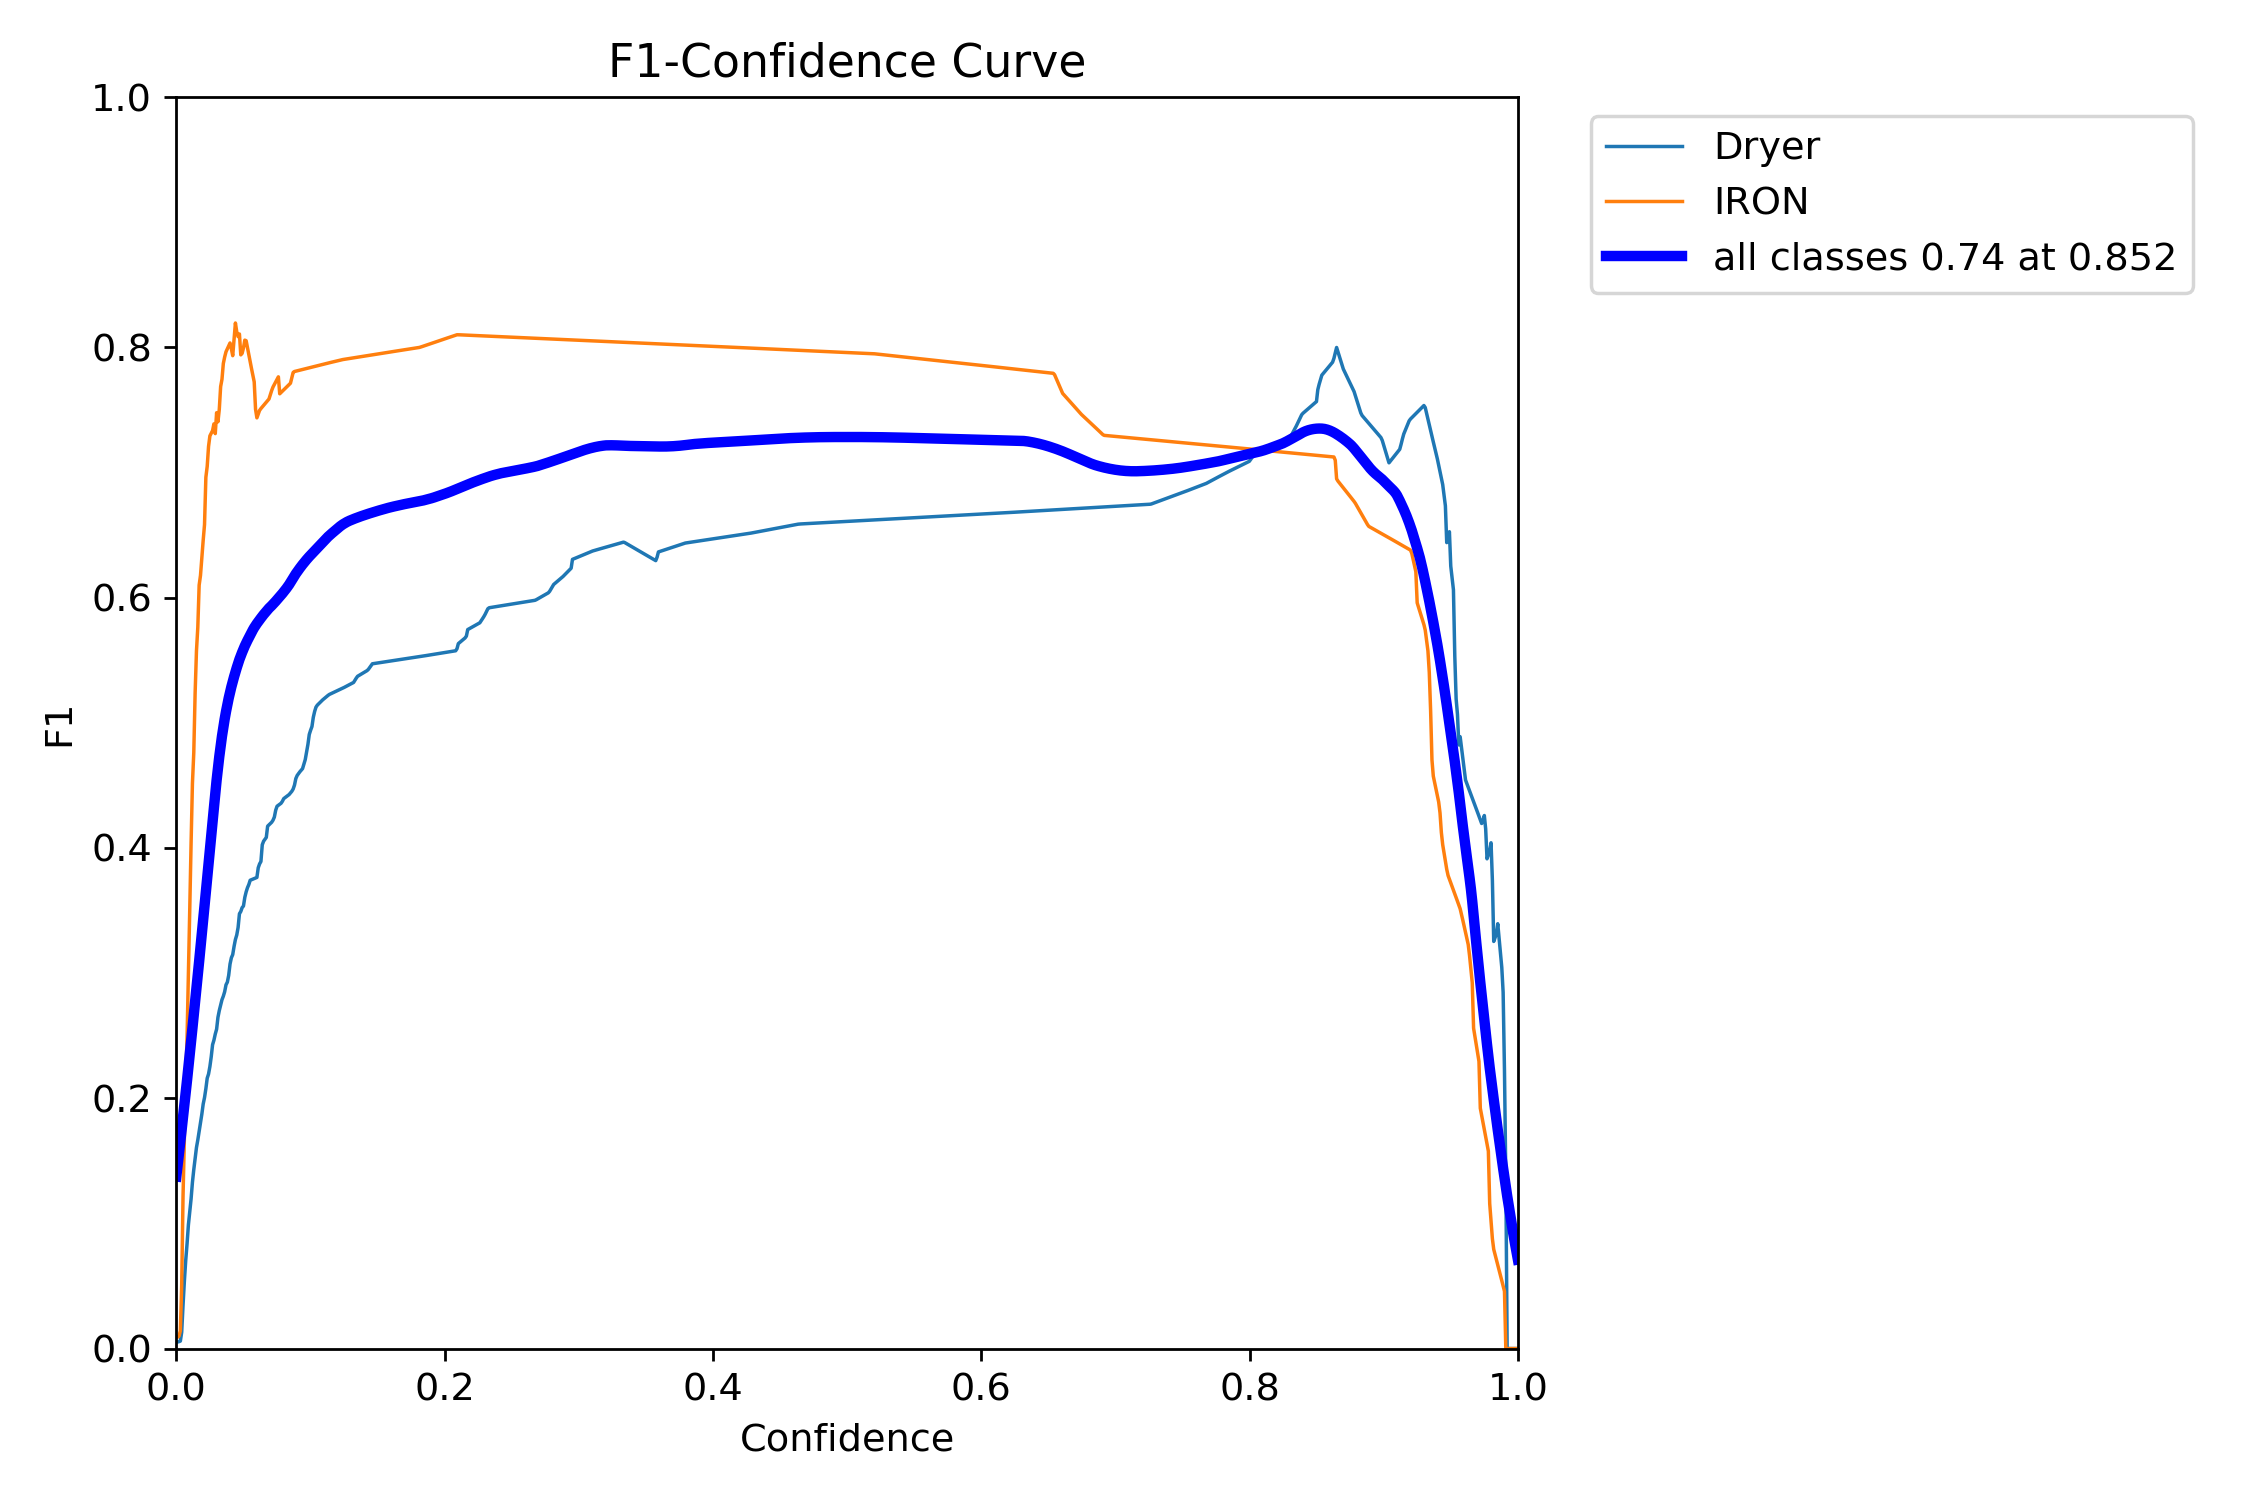 F1-Confidence Curve
1.0
0.8
0.6
0.4
0.2
0.0
F1
0.0 0.2 0.4 0.6 0.8 1.0
Confidence
Dryer
IRON
all classes 0.74 at 0.852